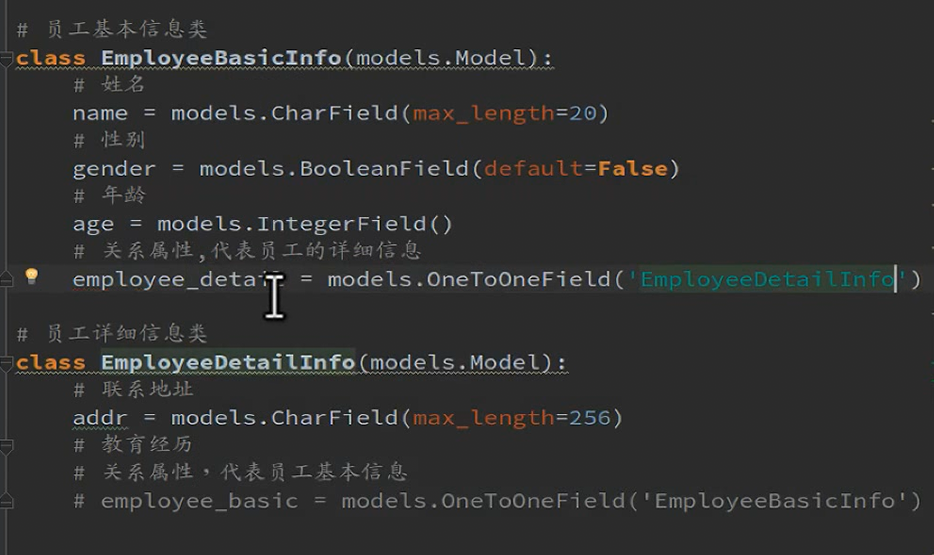 # 员工基本信息类
class EmployeeBasicInfo(models.Model):
# 姓名
name = models.CharField(max_length=20)
# 性别
gender = models.BooleanField(default=False)
# 年龄
age = models.IntegerField()
# 关系属性,代表员工的详细信息
employee_detail = models.OneToOneField('EmployeeDetailInfo')
# 员工详细信息类
class EmployeeDetailInfo(models.Model):
# 联系地址
addr = models.CharField(max_length=256)
# 教育经历
# 关系属性，代表员工基本信息
# employee_basic = models.OneToOneField('EmployeeBasicInfo')